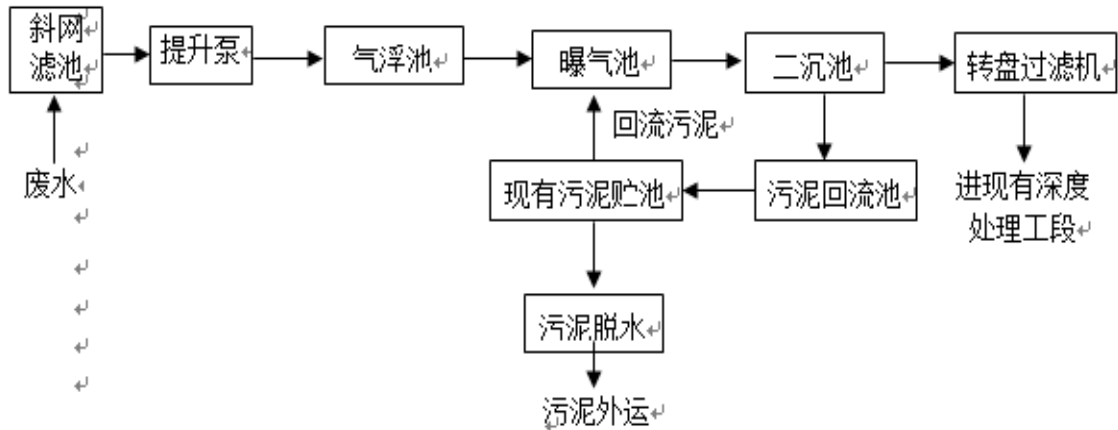 斜网
滤池
提升泵
气浮池
曝气池
二沉池
转盘过滤机
回流污泥
废水
现有污泥贮池
污泥回流池
进现有深度
处理工段
污泥脱水
污泥外运